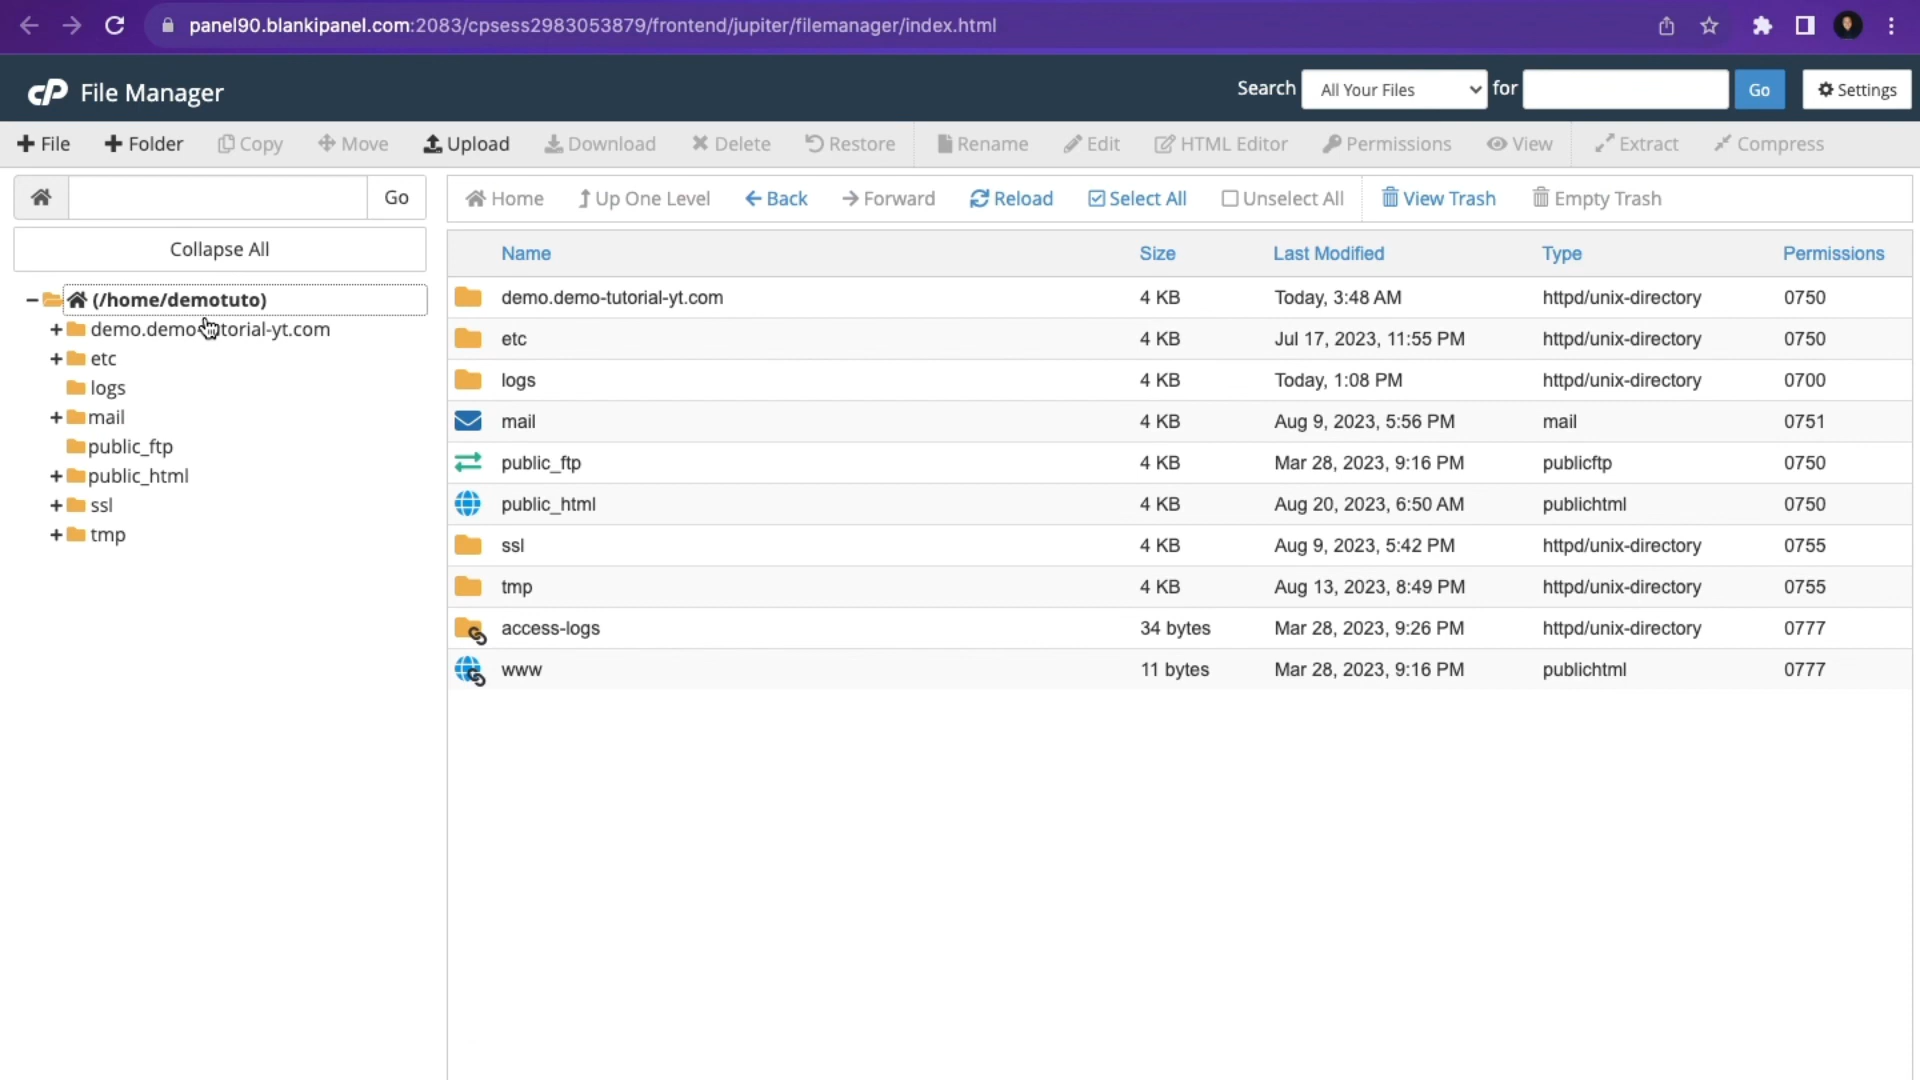 panel90.blankipanel.com:2083/cpsess2983053879/frontend/jupiter/filemanager/index.html
cP File Manager
Search All Your Files for Go Settings
File Folder Copy Move Upload Download Delete Restore Rename Edit HTML Editor Permissions View Extract Compress
Go
Home Up One Level Back Forward Reload Select All Unselect All View Trash Empty Trash
Collapse All
(/home/demotuto)
demo.demo-tutorial-yt.com
etc
logs
mail
public_ftp
public_html
ssl
tmp
Name Size Last Modified Type Permissions
demo.demo-tutorial-yt.com 4 KB Today, 3:48 AM httpd/unix-directory 0750
etc 4 KB Jul 17, 2023, 11:55 PM httpd/unix-directory 0750
logs 4 KB Today, 1:08 PM httpd/unix-directory 0700
mail 4 KB Aug 9, 2023, 5:56 PM mail 0751
public_ftp 4 KB Mar 28, 2023, 9:16 PM publicftp 0750
public_html 4 KB Aug 20, 2023, 6:50 AM publichtml 0750
ssl 4 KB Aug 9, 2023, 5:42 PM httpd/unix-directory 0755
tmp 4 KB Aug 13, 2023, 8:49 PM httpd/unix-directory 0755
access-logs 34 bytes Mar 28, 2023, 9:26 PM httpd/unix-directory 0777
www 11 bytes Mar 28, 2023, 9:16 PM publichtml 0777